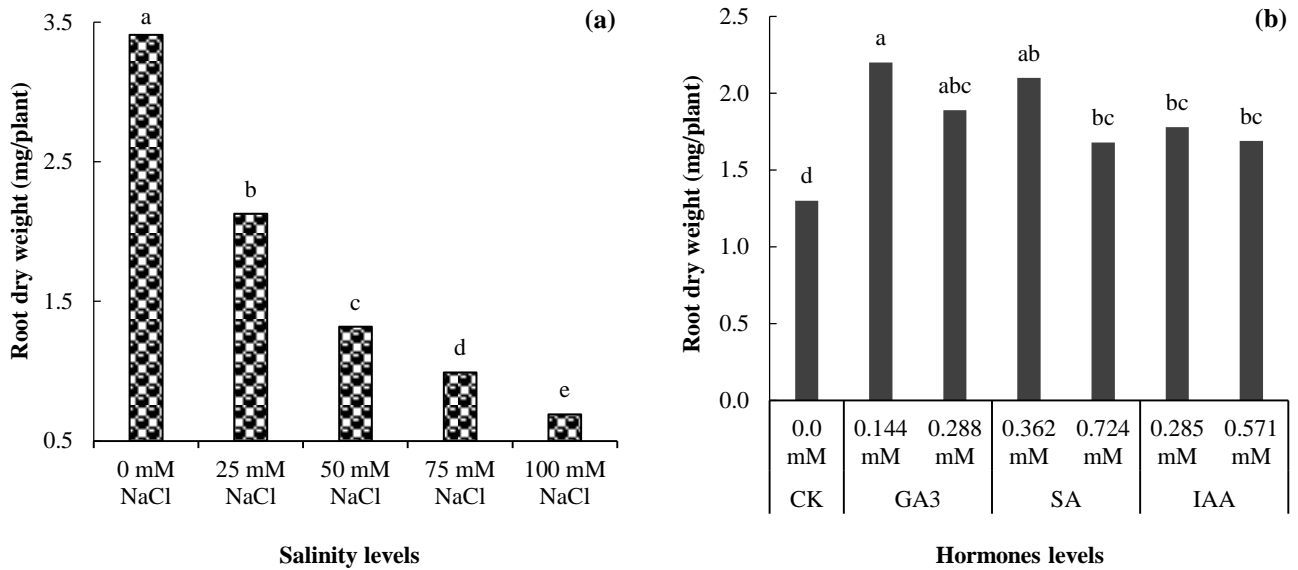 (a)
Root dry weight (mg/plant)
3.5
2.5
1.5
0.5
a
b
c
d
e
0 mM NaCl
25 mM NaCl
50 mM NaCl
75 mM NaCl
100 mM NaCl
Salinity levels
(b)
Root dry weight (mg/plant)
2.5
2.0
1.5
1.0
0.5
0.0
d
a
abc
ab
bc
bc
bc
0.0 mM
0.144 mM
0.288 mM
0.362 mM
0.724 mM
0.285 mM
0.571 mM
CK
GA3
SA
IAA
Hormones levels